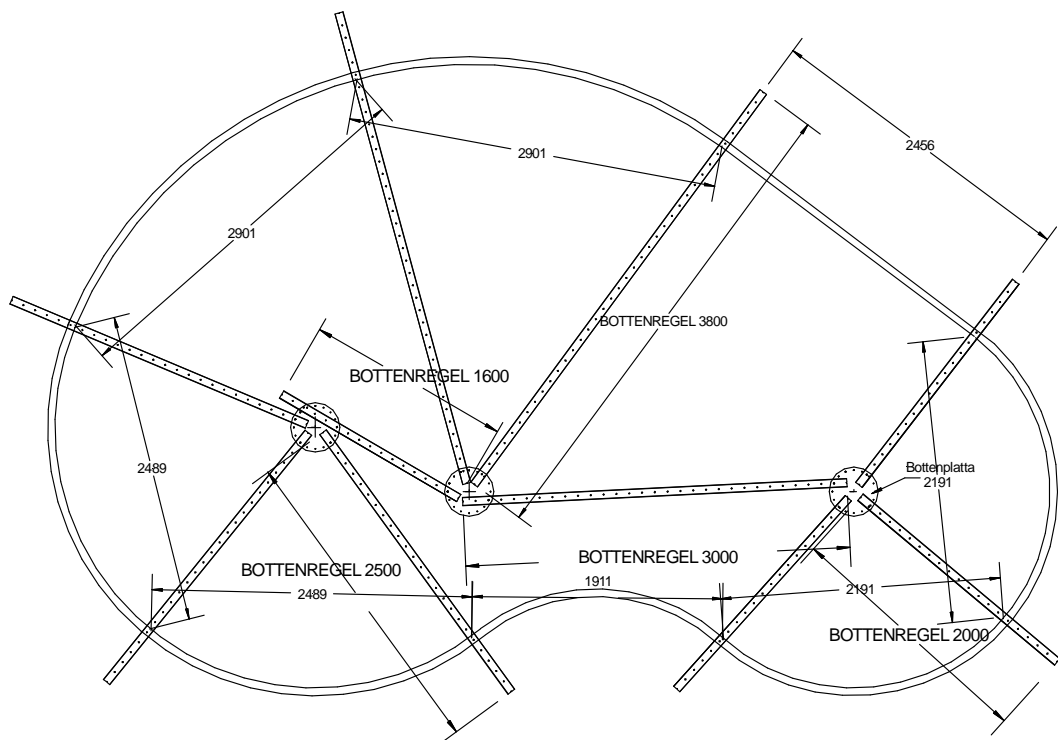 2456
2901
2901
BOTTENREGEL 3800
BOTTENREGEL 1600
2489
Bottenplatta
2191
BOTTENREGEL 3000
BOTTENREGEL 2500
1911
2489
2191
BOTTENREGEL 2000